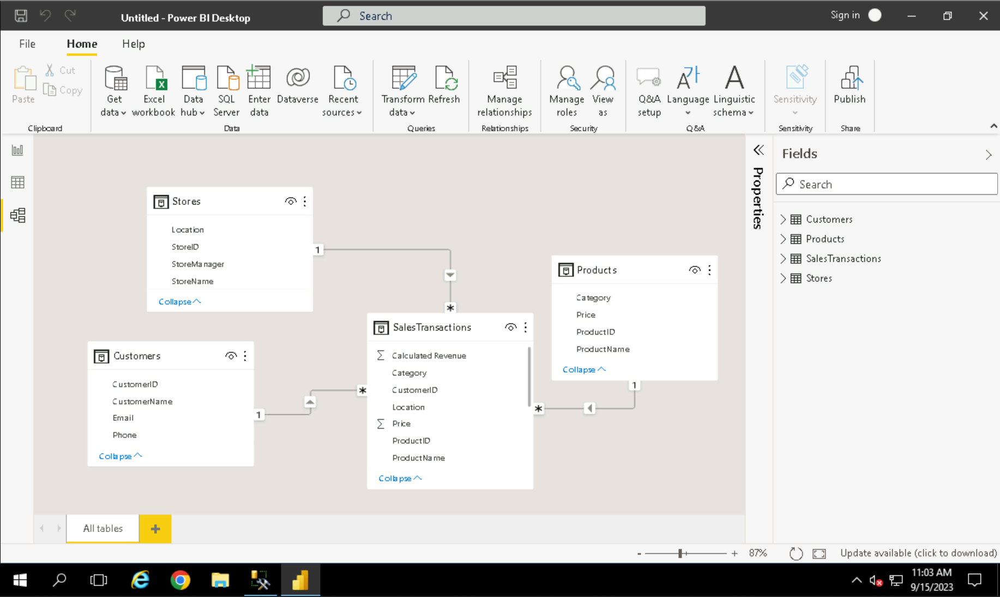 Untitled - Power BI Desktop
Search
Sign in
File
Home
Help
Paste
Cut
Copy
Clipboard
Get data
Excel workbook
Data hub
SQL Server
Enter data
Dataverse
Recent sources
Data
Transform data
Refresh
Queries
Manage relationships
Relationships
Manage roles
View as
Security
Q&A setup
Language
Linguistic schema
Q&A
Sensitivity
Sensitivity
Publish
Share
Stores
Location
StoreID
StoreManager
StoreName
Collapse
1
*
Customers
CustomerID
CustomerName
Email
Phone
Collapse
1
*
SalesTransactions
Σ Calculated Revenue
Category
CustomerID
Location
Σ Price
ProductID
ProductName
Collapse
Products
Category
Price
ProductID
ProductName
Collapse
1
*
Properties
Fields
Search
Customers
Products
SalesTransactions
Stores
All tables
+
- + 87%
Update available (click to download)
11:03 AM
9/15/2023